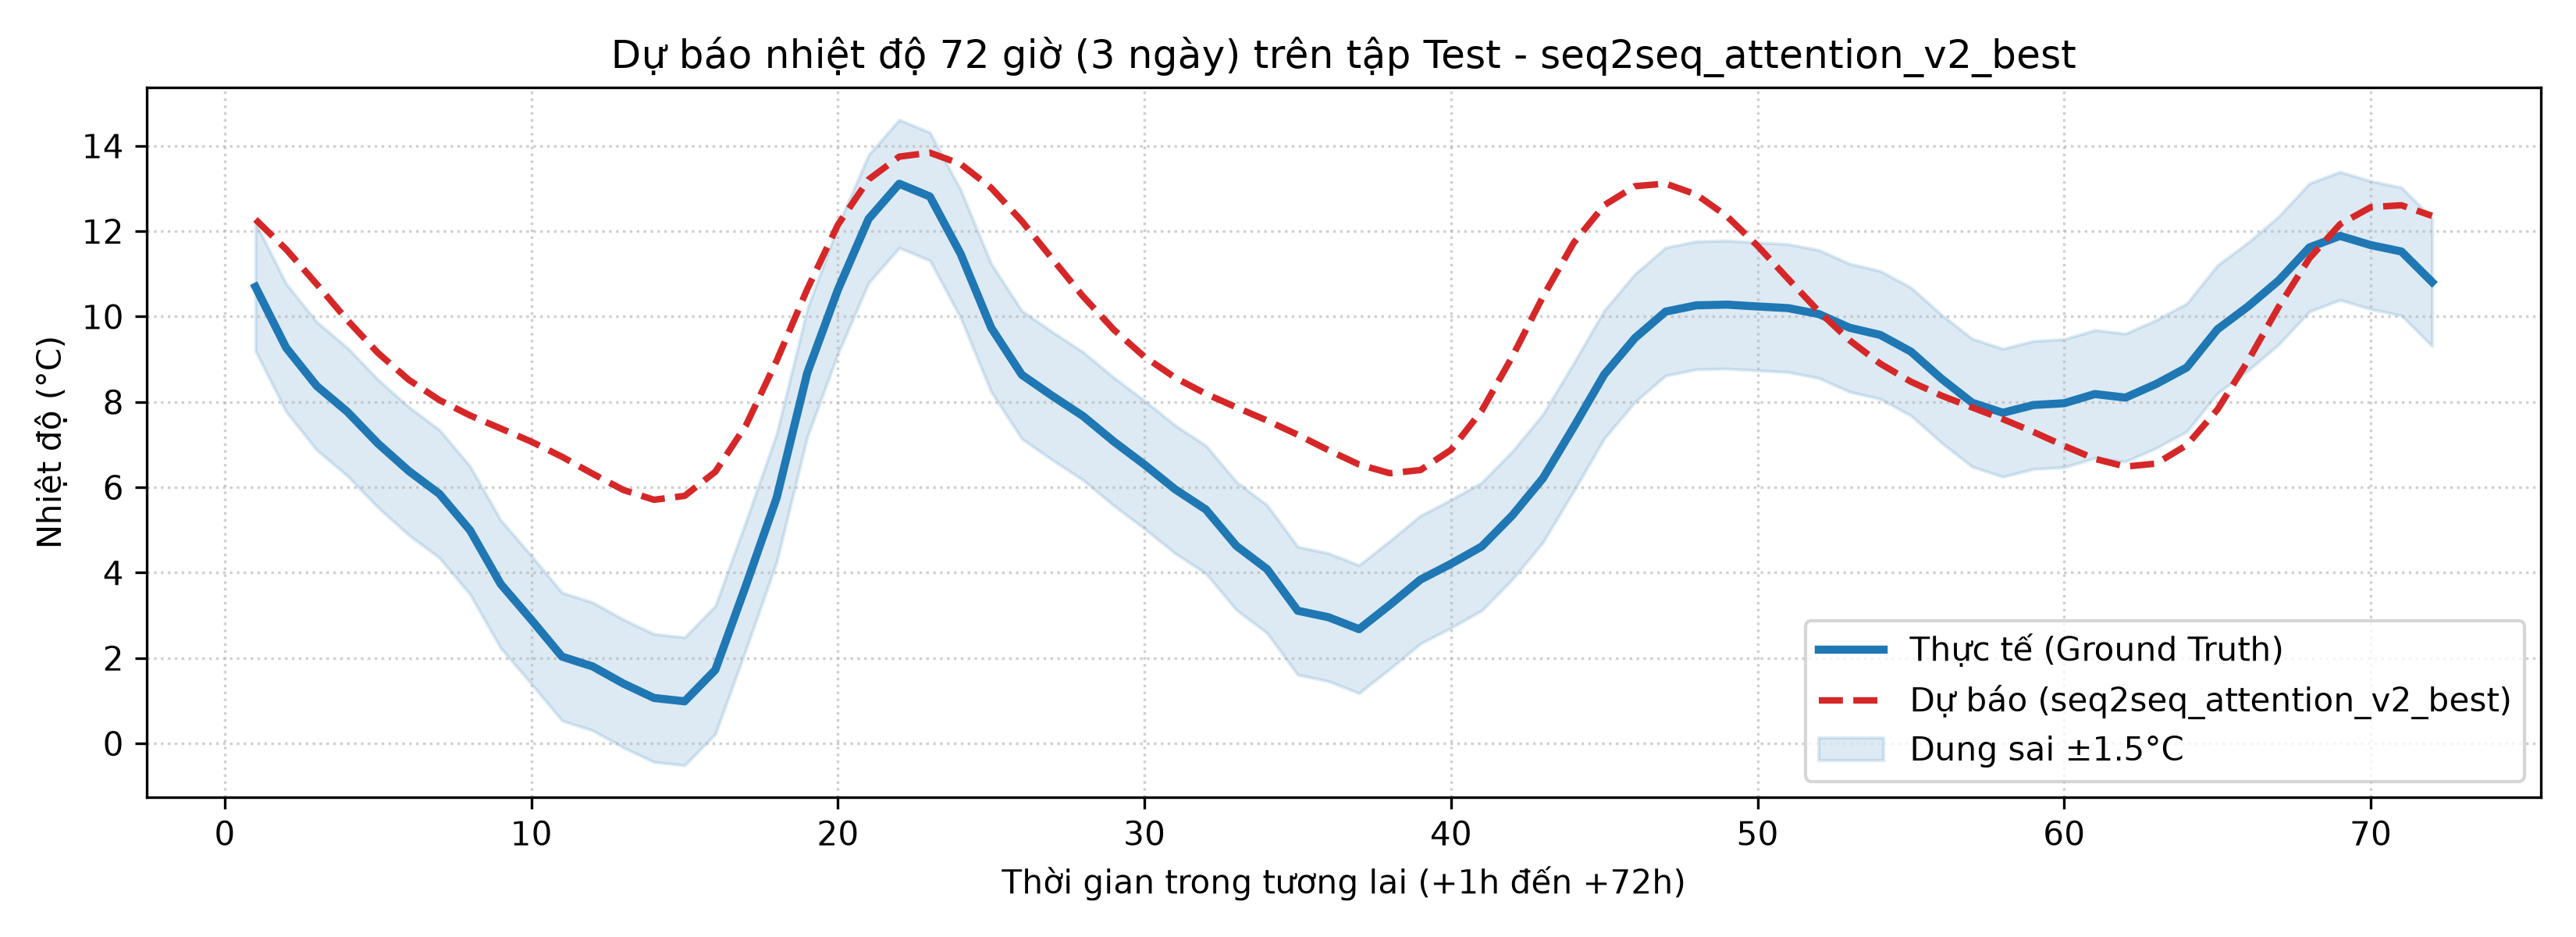 Dự báo nhiệt độ 72 giờ (3 ngày) trên tập Test - seq2seq_attention_v2_best
Nhiệt độ (°C)
14
12
10
8
6
4
2
0
0 10 20 30 40 50 60 70
Thời gian trong tương lai (+1h đến +72h)
Thực tế (Ground Truth)
Dự báo (seq2seq_attention_v2_best)
Dung sai ±1.5°C